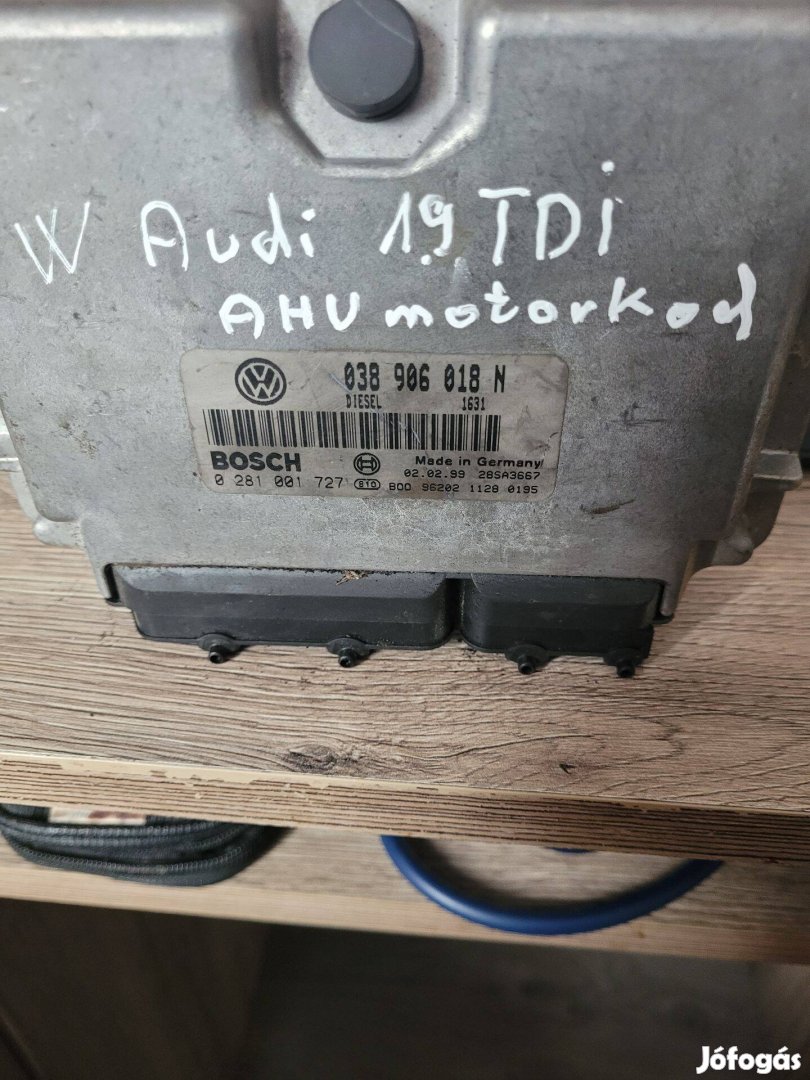 W Audi 1.9 TDi
AHU motorkod
038 906 018 N
DIESEL 1631
BOSCH Made in Germany
02.02.99 28SA3667
0 281 001 727 BOO 96202 1128 0195
Jófogás